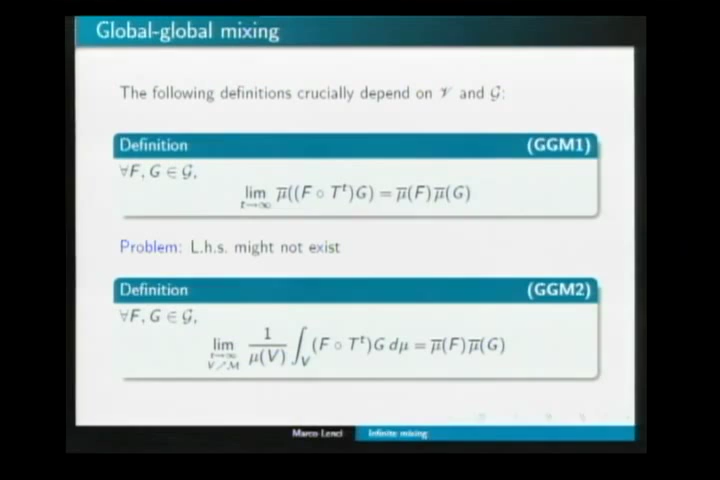 Global-global mixing
The following definitions crucially depend on 𝒱 and 𝒢:
Definition (GGM1)
∀F, G ∈ 𝒢,
lim_{t→∞} μ̅((F ∘ T^t)G) = μ̅(F)μ̅(G)
Problem: L.h.s. might not exist
Definition (GGM2)
∀F, G ∈ 𝒢,
lim_{t→∞, V↗M} 1/μ(V) ∫_V (F ∘ T^t)G dμ = μ̅(F)μ̅(G)
Marco Lenci Infinite mixing